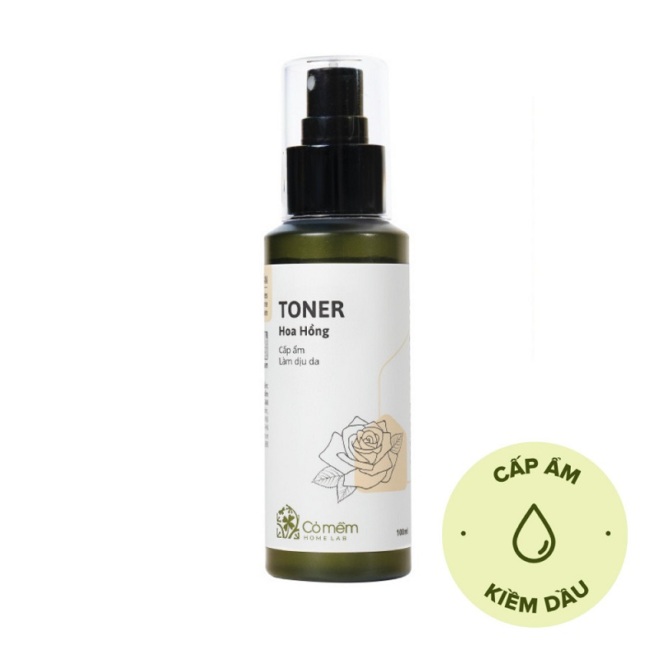 TONER
Hoa Hồng
Cấp ẩm
Làm dịu da
Cỏ mềm
HOME LAB
100ml
CẤP ẨM
KIỀM DẦU